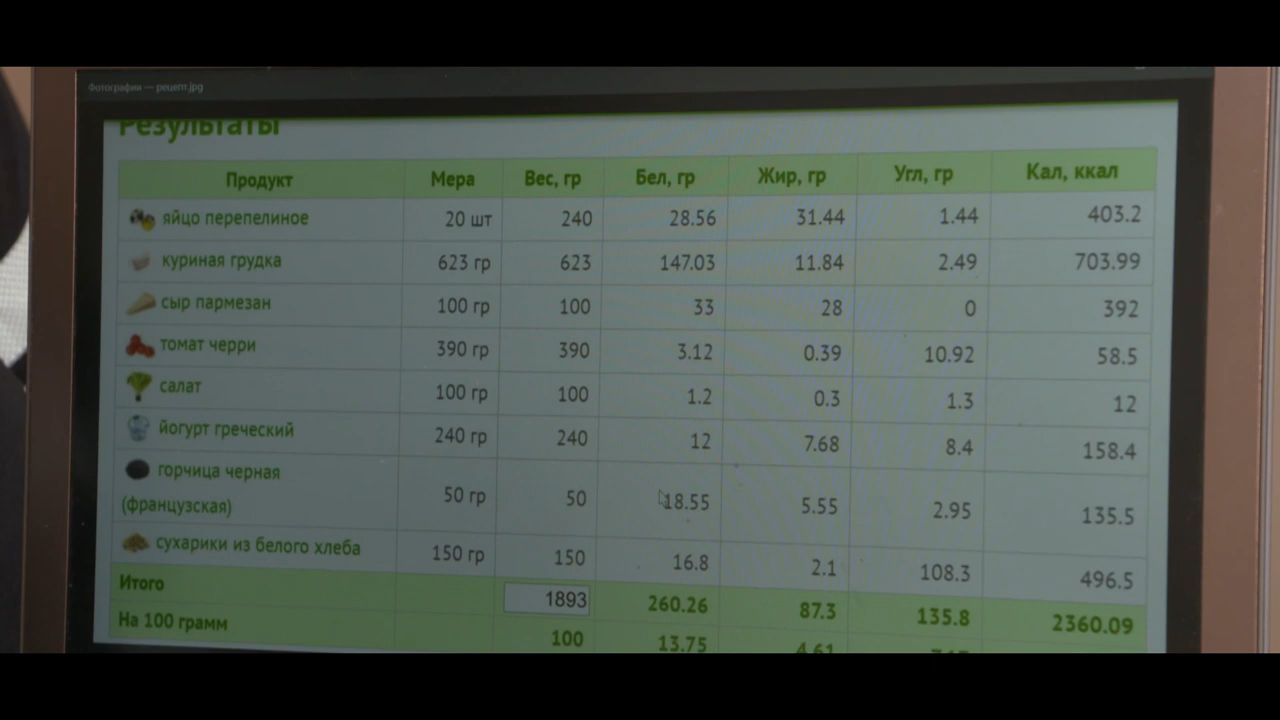 Фотографии — рецепт.jpg
Результаты
Продукт Мера Вес, гр Бел, гр Жир, гр Угл, гр Кал, ккал
яйцо перепелиное 20 шт 240 28.56 31.44 1.44 403.2
куриная грудка 623 гр 623 147.03 11.84 2.49 703.99
сыр пармезан 100 гр 100 33 28 0 392
томат черри 390 гр 390 3.12 0.39 10.92 58.5
салат 100 гр 100 1.2 0.3 1.3 12
йогурт греческий 240 гр 240 12 7.68 8.4 158.4
горчица черная
(французская) 50 гр 50 18.55 5.55 2.95 135.5
сухарики из белого хлеба 150 гр 150 16.8 2.1 108.3 496.5
Итого 1893 260.26 87.3 135.8 2360.09
На 100 грамм 100 13.75 4.61